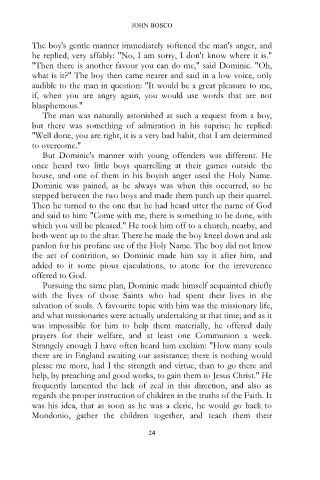 JOHN BOSCO
The boy's gentle manner immediately softened the man's anger, and
he replied, very affably: "No, I am sorry, I don't know where it is."
"Then there is another favour you can do me," said Dominic. "Oh,
what is it?" The boy then came nearer and said in a low voice, only
audible to the man in question: "It would be a great pleasure to me,
if, when you are angry again, you would use words that are not
blasphemous."
The man was naturally astonished at such a request from a boy,
but there was something of admiration in his suprise; he replied:
"Well done, you are right, it is a very bad habit, that I am determined
to overcome."
But Dominic's manner with young offenders was different. He
once heard two little boys quarrelling at their games outside the
house, and one of them in his boyish anger used the Holy Name.
Dominic was pained, as he always was when this occurred, so he
stepped between the two boys and made them patch up their quarrel.
Then he turned to the one that he had heard utter the name of God
and said to him: "Come with me, there is something to be done, with
which you will be pleased." He took him off to a church, nearby, and
both went up to the altar. There he made the boy kneel down and ask
pardon for his profane use of the Holy Name. The boy did not know
the act of contrition, so Dominic made him say it after him, and
added to it some pious ejaculations, to atone for the irreverence
offered to God.
Pursuing the same plan, Dominic made himself acquainted chiefly
with the lives of those Saints who had spent their lives in the
salvation of souls. A favourite topic with him was the missionary life,
and what missionaries were actually undertaking at that time; and as it
was impossible for him to help them materially, he offered daily
prayers for their welfare, and at least one Communion a week.
Strangely enough I have often heard him exclaim: "How many souls
there are in England awaiting our assistance; there is nothing would
please me more, had I the strength and virtue, than to go there and
help, by preaching and good works, to gain them to Jesus Christ." He
frequently lamented the lack of zeal in this direction, and also as
regards the proper instruction of children in the truths of the Faith. It
was his idea, that as soon as he was a cleric, he would go back to
Mondonio, gather the children together, and teach them their
24